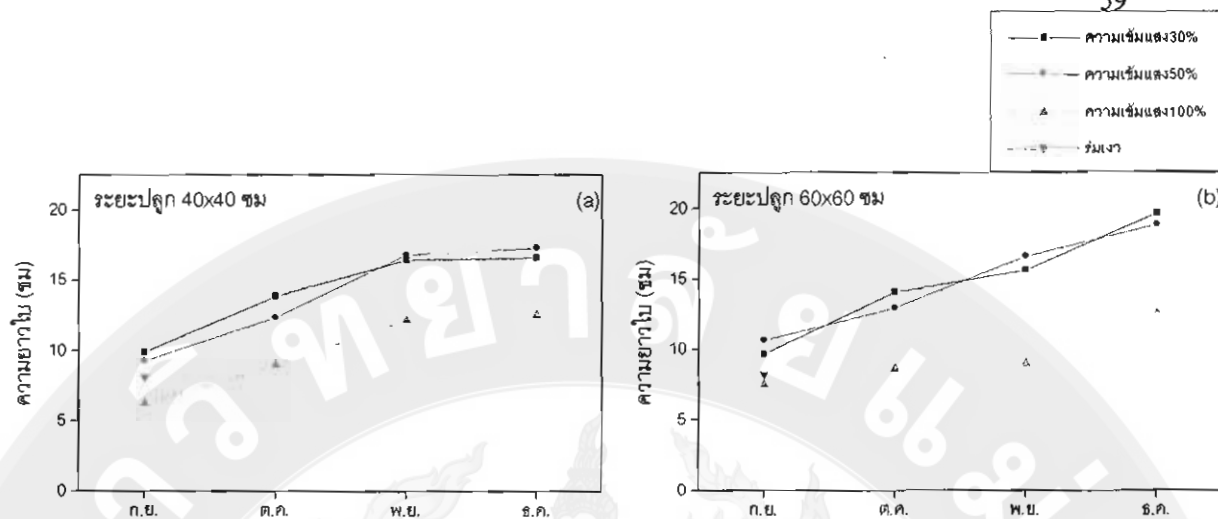 39
ความเข้มแสง30%
ความเข้มแสง50%
ความเข้มแสง100%
ร่มเงา
ระยะปลูก 40x40 ซม
(a)
ความยาวใบ (ซม)
20
15
10
5
0
ก.ย.
ต.ค.
พ.ย.
ธ.ค.
ระยะปลูก 60x60 ซม
(b)
ความยาวใบ (ซม)
20
15
10
5
0
ก.ย.
ต.ค.
พ.ย.
ธ.ค.